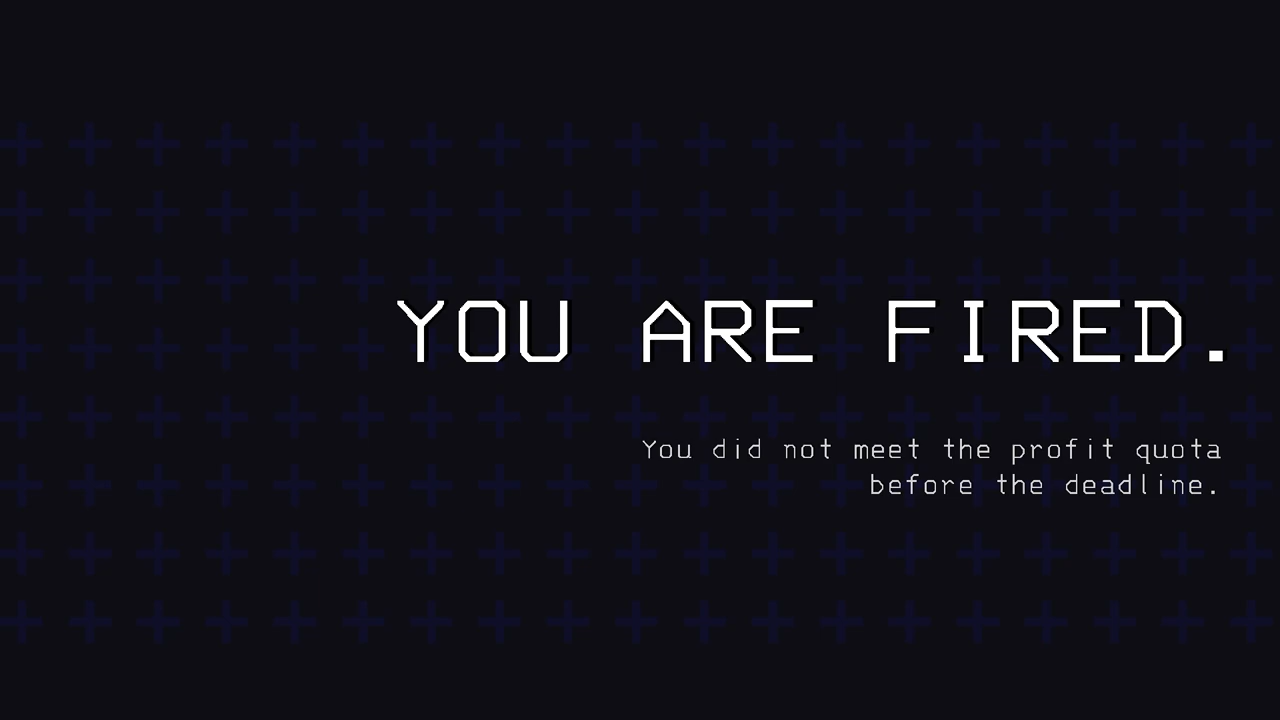 YOU ARE FIRED.
You did not meet the profit quota
before the deadline.